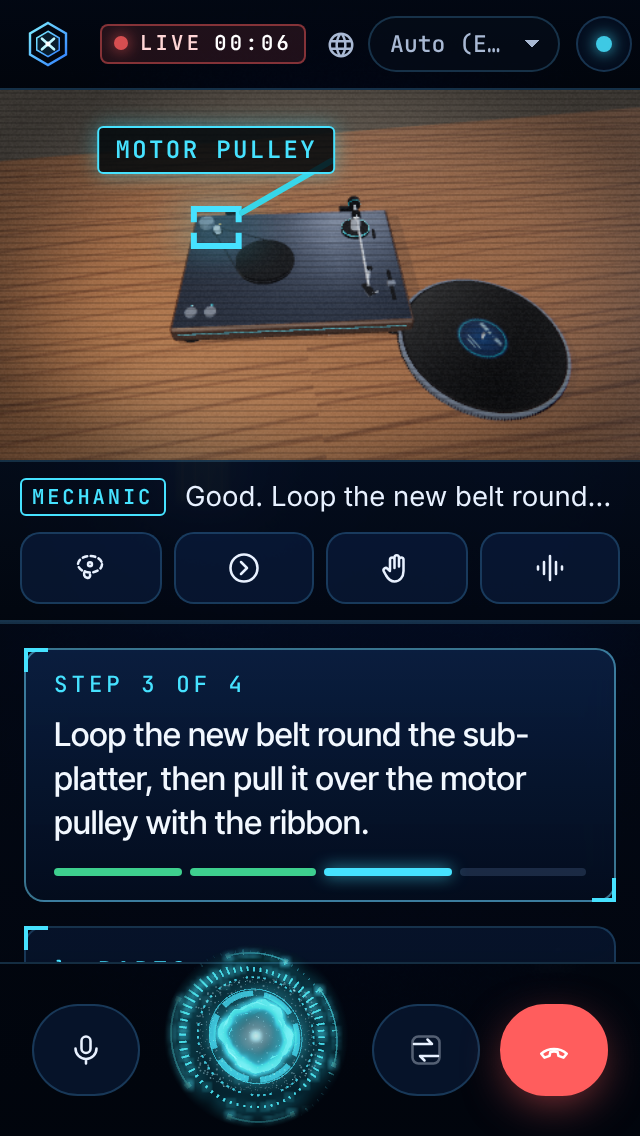 LIVE 00:06
Auto (E…
MOTOR PULLEY
MECHANIC
Good. Loop the new belt round…
STEP 3 OF 4
Loop the new belt round the sub-
platter, then pull it over the motor
pulley with the ribbon.